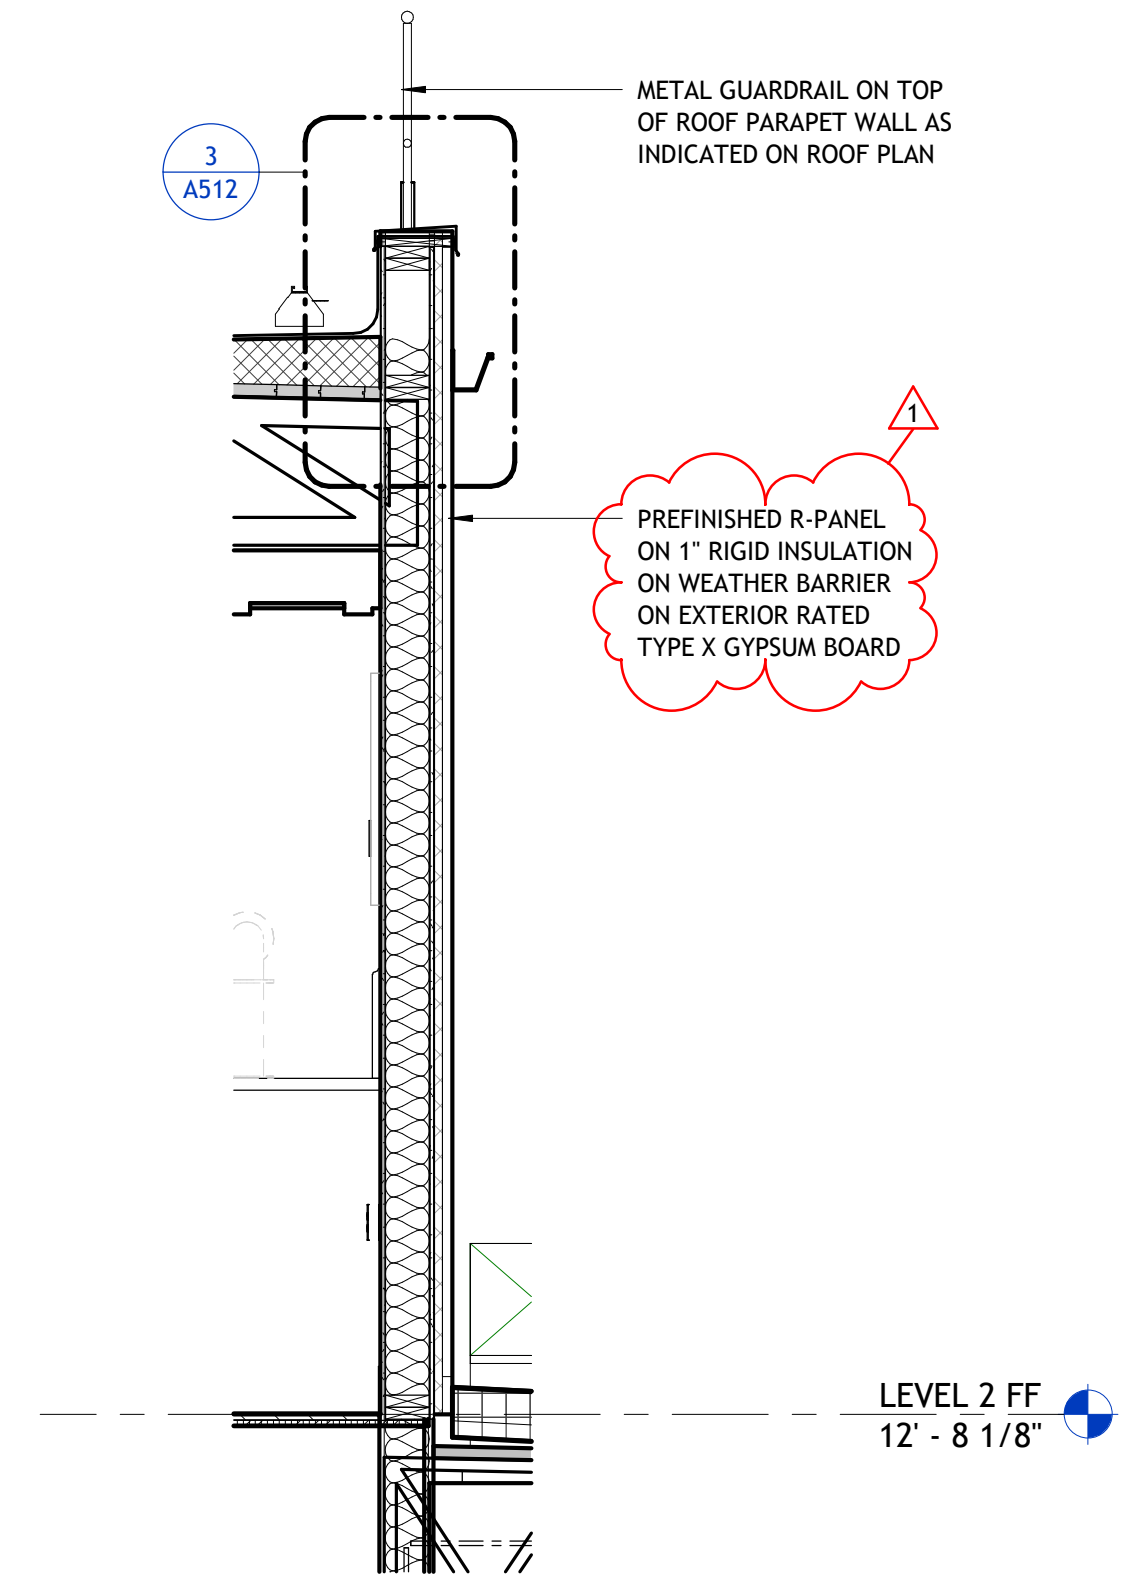 METAL GUARDRAIL ON TOP
OF ROOF PARAPET WALL AS
INDICATED ON ROOF PLAN
3
A512
1
PREFINISHED R-PANEL
ON 1" RIGID INSULATION
ON WEATHER BARRIER
ON EXTERIOR RATED
TYPE X GYPSUM BOARD
LEVEL 2 FF
12' - 8 1/8"